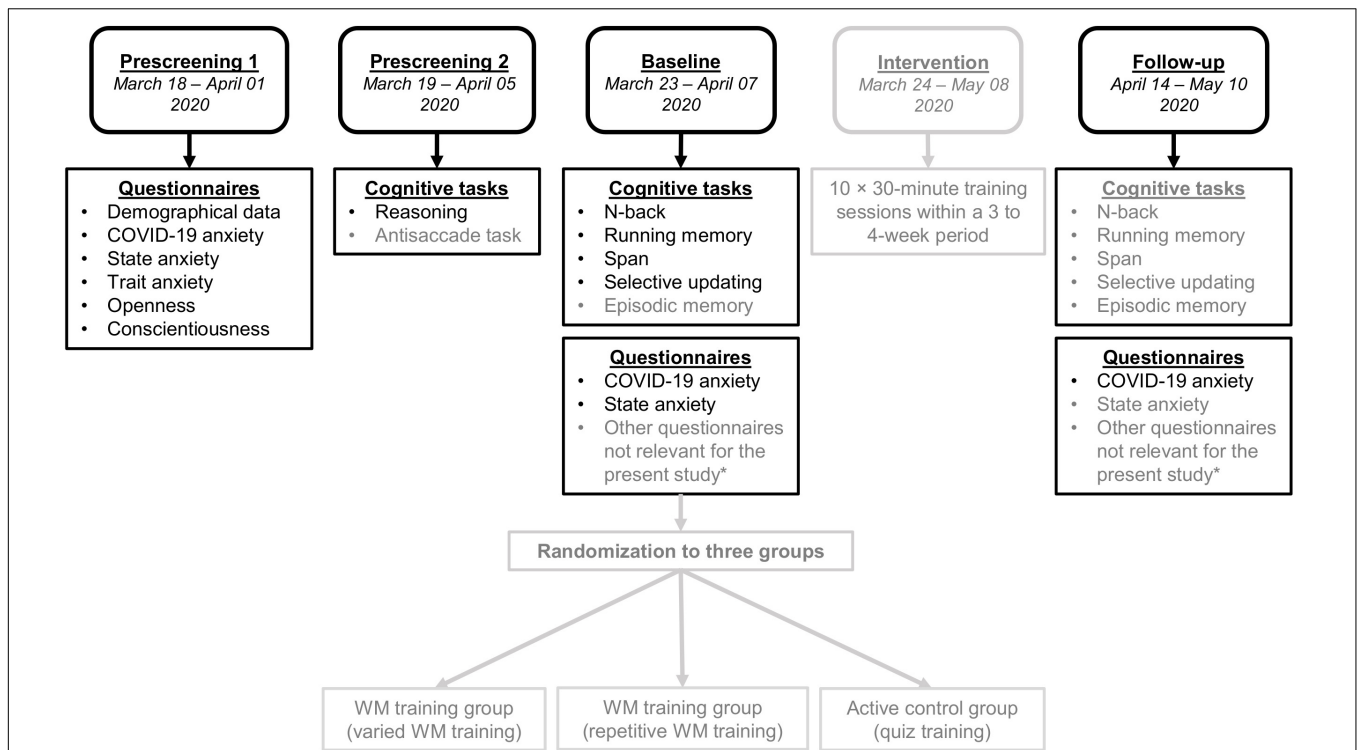 Prescreening 1
March 18 – April 01
2020
Prescreening 2
March 19 – April 05
2020
Baseline
March 23 – April 07
2020
Intervention
March 24 – May 08
2020
Follow-up
April 14 – May 10
2020
Questionnaires
• Demographical data
• COVID-19 anxiety
• State anxiety
• Trait anxiety
• Openness
• Conscientiousness
Cognitive tasks
• Reasoning
• Antisaccade task
Cognitive tasks
• N-back
• Running memory
• Span
• Selective updating
• Episodic memory
Questionnaires
• COVID-19 anxiety
• State anxiety
• Other questionnaires
not relevant for the
present study*
10 × 30-minute training
sessions within a 3 to
4-week period
Cognitive tasks
• N-back
• Running memory
• Span
• Selective updating
• Episodic memory
Questionnaires
• COVID-19 anxiety
• State anxiety
• Other questionnaires
not relevant for the
present study*
Randomization to three groups
WM training group
(varied WM training)
WM training group
(repetitive WM training)
Active control group
(quiz training)